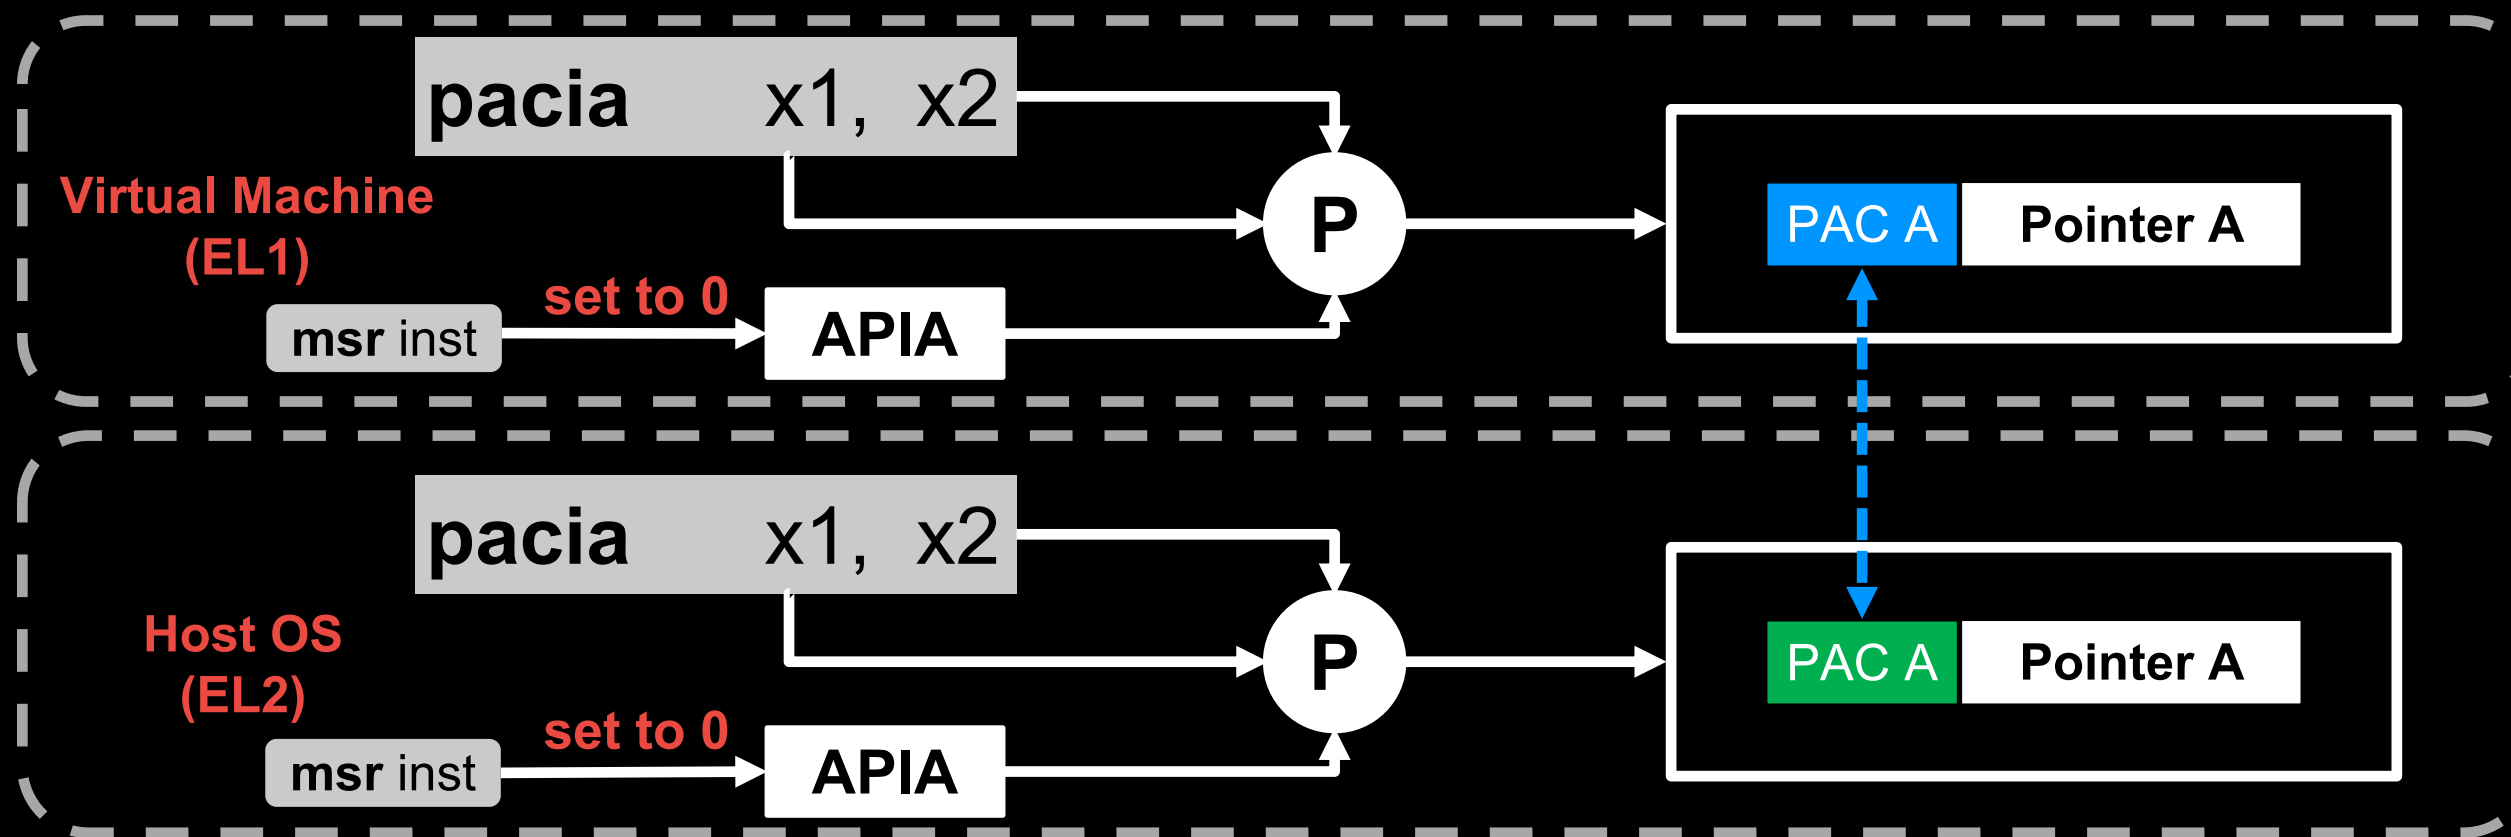 pacia x1, x2
Virtual Machine
(EL1)
P
PAC A Pointer A
set to 0
msr inst
APIA
pacia x1, x2
Host OS
(EL2)
P
PAC A Pointer A
set to 0
msr inst
APIA